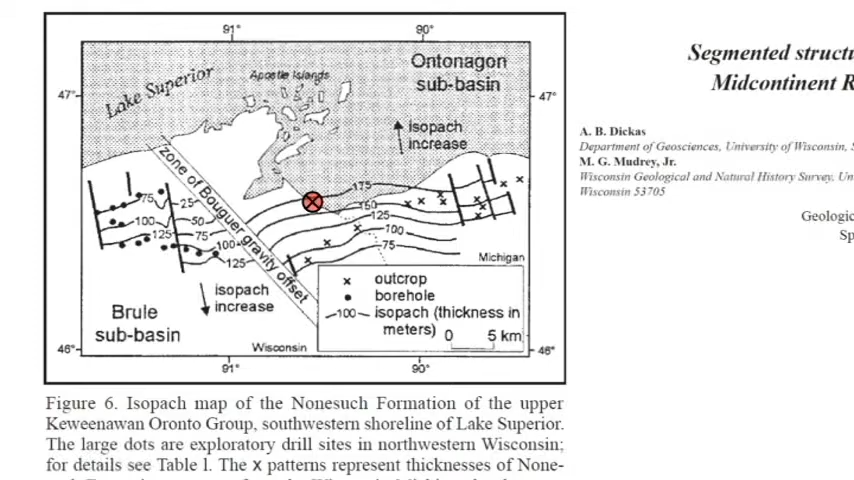 91°
90°
Segmented structu
Midcontinent R
Lake Superior
Apostle Islands
Ontonagon
sub-basin
47°
47°
isopach
increase
A. B. Dickas
Department of Geosciences, University of Wisconsin, S
M. G. Mudrey, Jr.
Wisconsin Geological and Natural History Survey, Un
Wisconsin 53705
Geologic
Sp
zone of Bouguer gravity offset
175
150
125
100
75
75
25
100
50
125
75
100
125
Michigan
isopach
increase
Brule
sub-basin
x outcrop
• borehole
—100— isopach (thickness in
meters) 0 5 km
46°
46°
Wisconsin
91°
90°
Figure 6. Isopach map of the Nonesuch Formation of the upper
Keweenawan Oronto Group, southwestern shoreline of Lake Superior.
The large dots are exploratory drill sites in northwestern Wisconsin;
for details see Table l. The x patterns represent thicknesses of None-